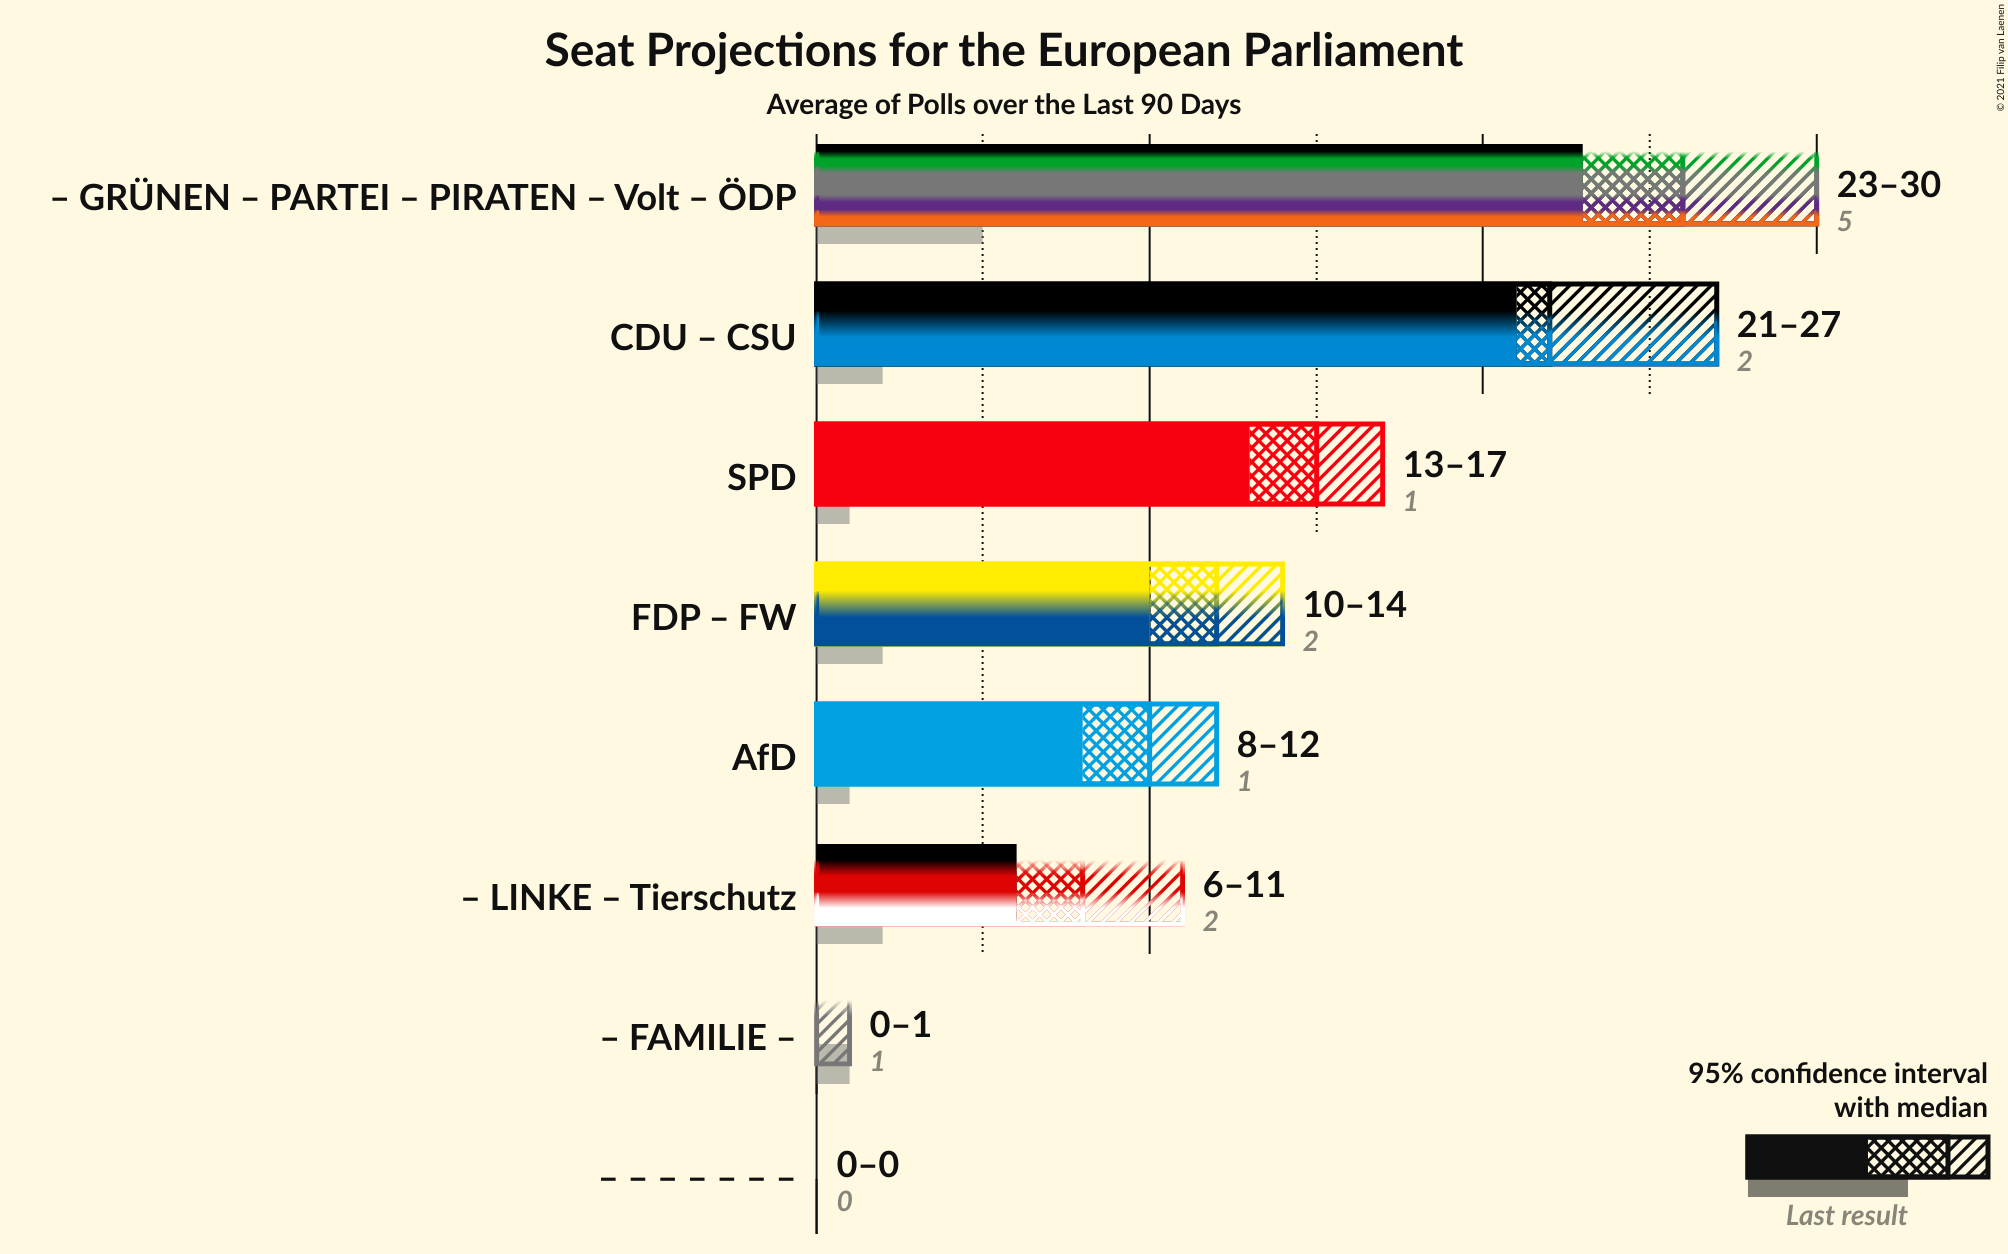 Seat Projections for the European Parliament
Average of Polls over the Last 90 Days
© 2021 Filip van Laenen
– GRÜNEN – PARTEI – PIRATEN – Volt – ÖDP
23–30
5
CDU – CSU
21–27
2
SPD
13–17
1
FDP – FW
10–14
2
AfD
8–12
1
– LINKE – Tierschutz
6–11
2
– FAMILIE –
0–1
1
– – – – – – –
0–0
0
95% confidence interval
with median
Last result